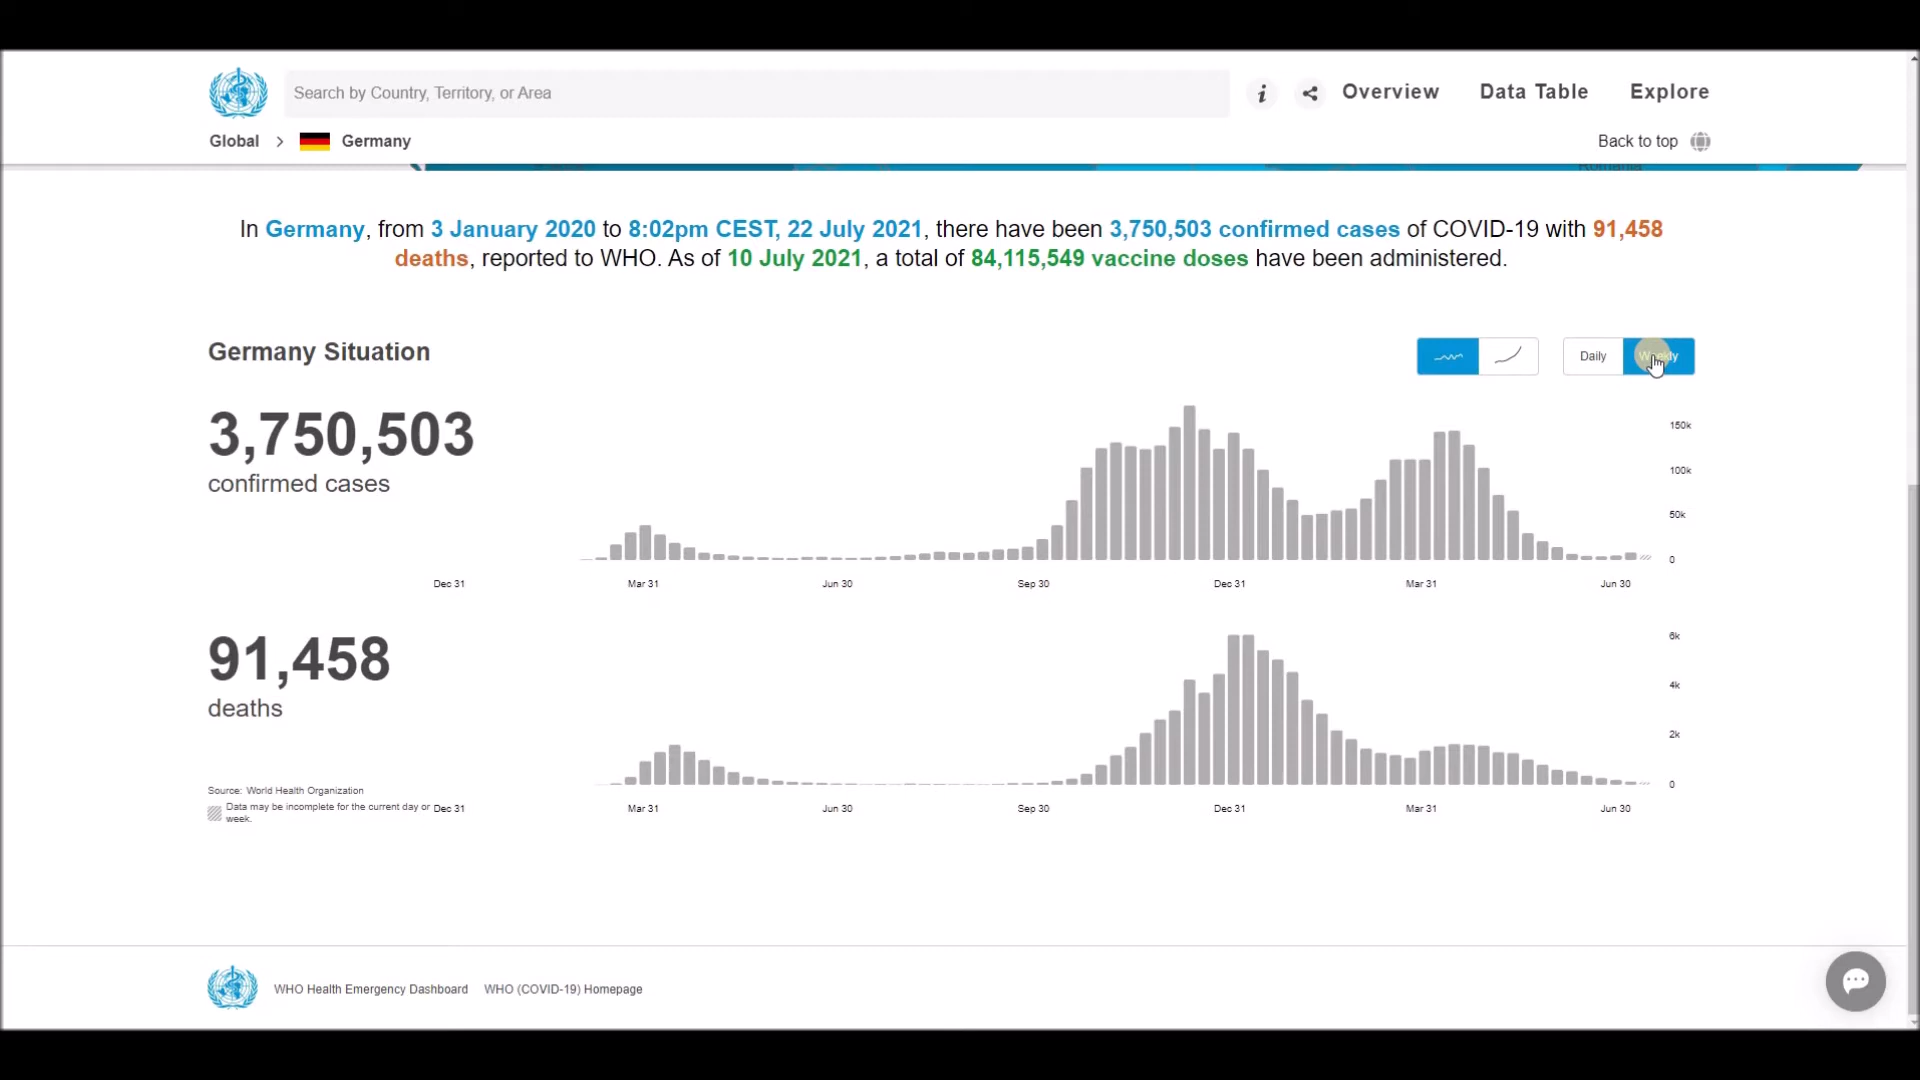 Search by Country, Territory, or Area
i
Overview
Data Table
Explore
Global > Germany
Back to top
Romania
In Germany, from 3 January 2020 to 8:02pm CEST, 22 July 2021, there have been 3,750,503 confirmed cases of COVID-19 with 91,458
deaths, reported to WHO. As of 10 July 2021, a total of 84,115,549 vaccine doses have been administered.
Germany Situation
Daily
Weekly
3,750,503
confirmed cases
150k
100k
50k
0
Dec 31 Mar 31 Jun 30 Sep 30 Dec 31 Mar 31 Jun 30
91,458
deaths
6k
4k
2k
0
Source: World Health Organization
Data may be incomplete for the current day or
week.
Dec 31 Mar 31 Jun 30 Sep 30 Dec 31 Mar 31 Jun 30
WHO Health Emergency Dashboard WHO (COVID-19) Homepage